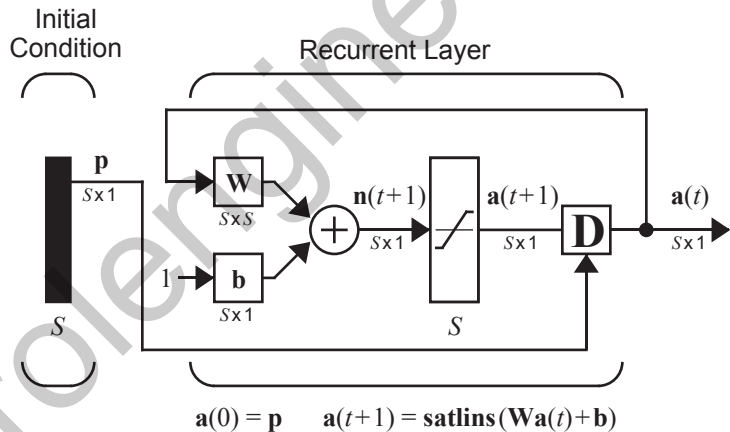 Initial
Condition
Recurrent Layer
p
S x 1
S
W
S x S
1
b
S x 1
+
n(t+1)
S x 1
S
a(t+1)
S x 1
D
a(t)
S x 1
a(0) = p a(t+1) = satlins(Wa(t)+b)